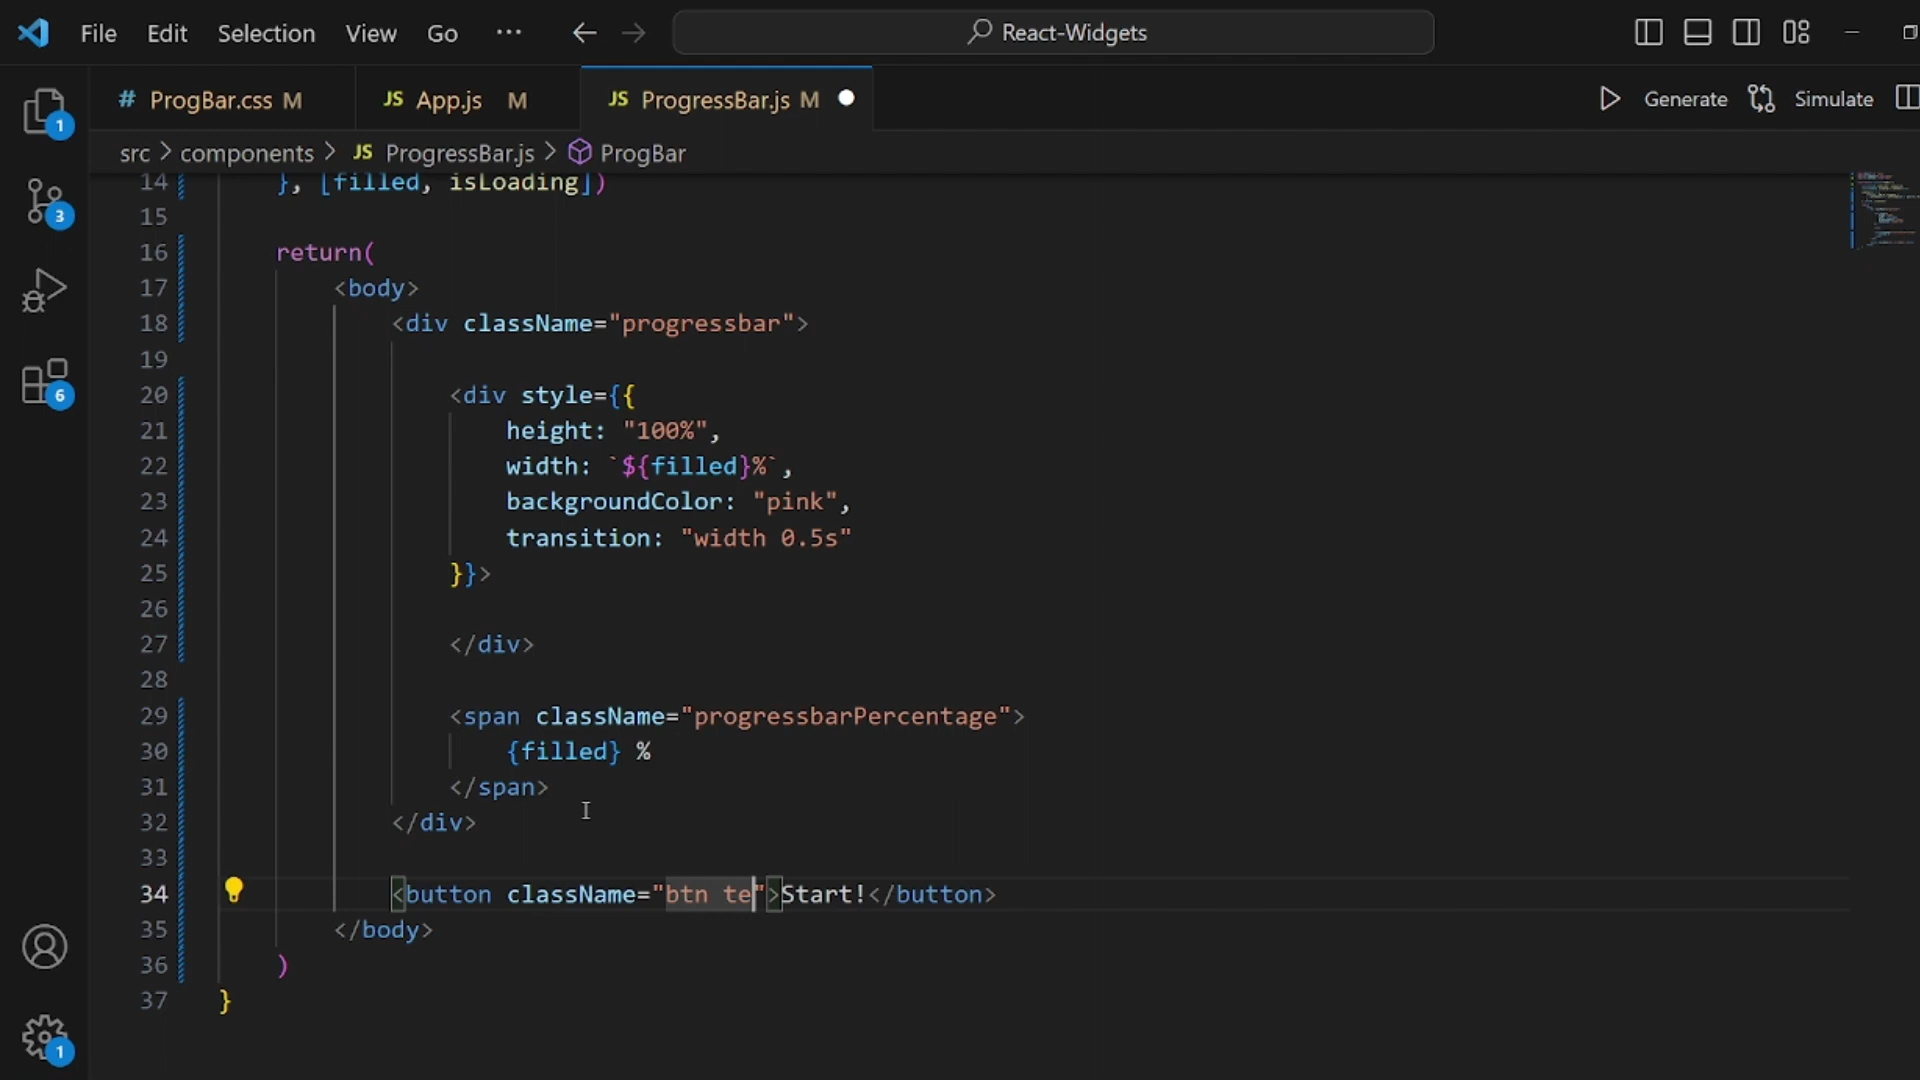 File Edit Selection View Go ··· React-Widgets
# ProgBar.css M JS App.js M JS ProgressBar.js M Generate Simulate
src > components > JS ProgressBar.js > ProgBar
14 }, [filled, isLoading])
15
16 return(
17 <body>
18 <div className="progressbar">
19
20 <div style={{
21 height: "100%",
22 width: `${filled}%`,
23 backgroundColor: "pink",
24 transition: "width 0.5s"
25 }}>
26
27 </div>
28
29 <span className="progressbarPercentage">
30 {filled} %
31 </span>
32 </div>
33
34 <button className="btn te">Start!</button>
35 </body>
36 )
37 }
1
3
6
1